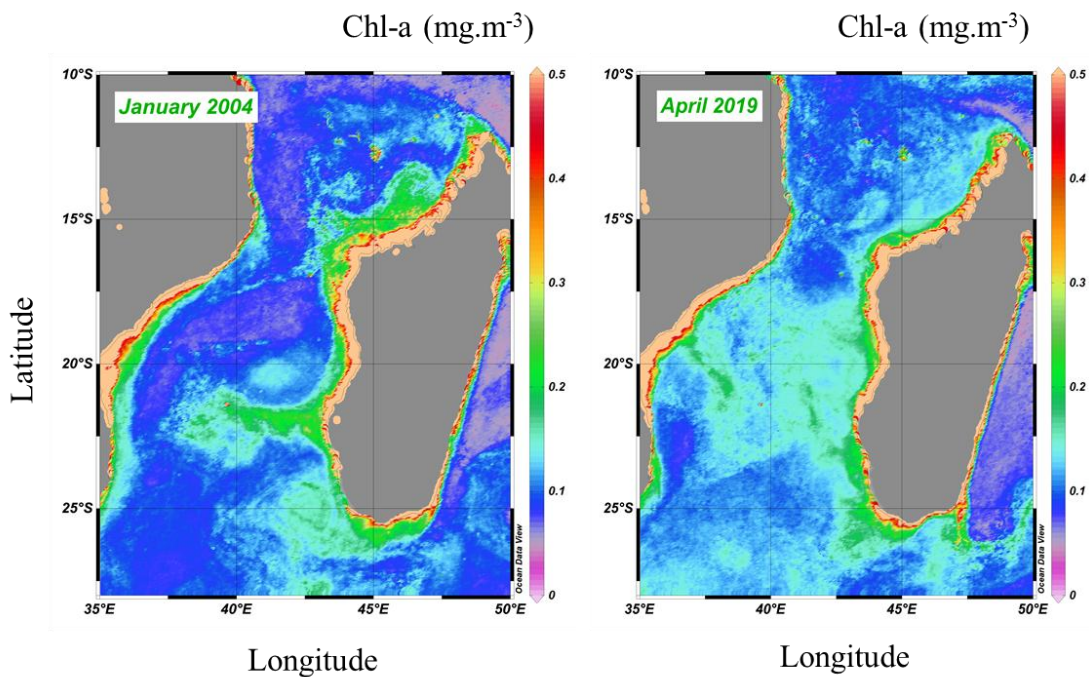 Chl-a (mg.m-3)
Chl-a (mg.m-3)
January 2004
April 2019
10°S
15°S
20°S
25°S
35°E
40°E
45°E
50°E
0.5
0.4
0.3
0.2
0.1
0
Ocean Data View
10°S
15°S
20°S
25°S
35°E
40°E
45°E
50°E
0.5
0.4
0.3
0.2
0.1
0
Ocean Data View
Latitude
Longitude
Longitude